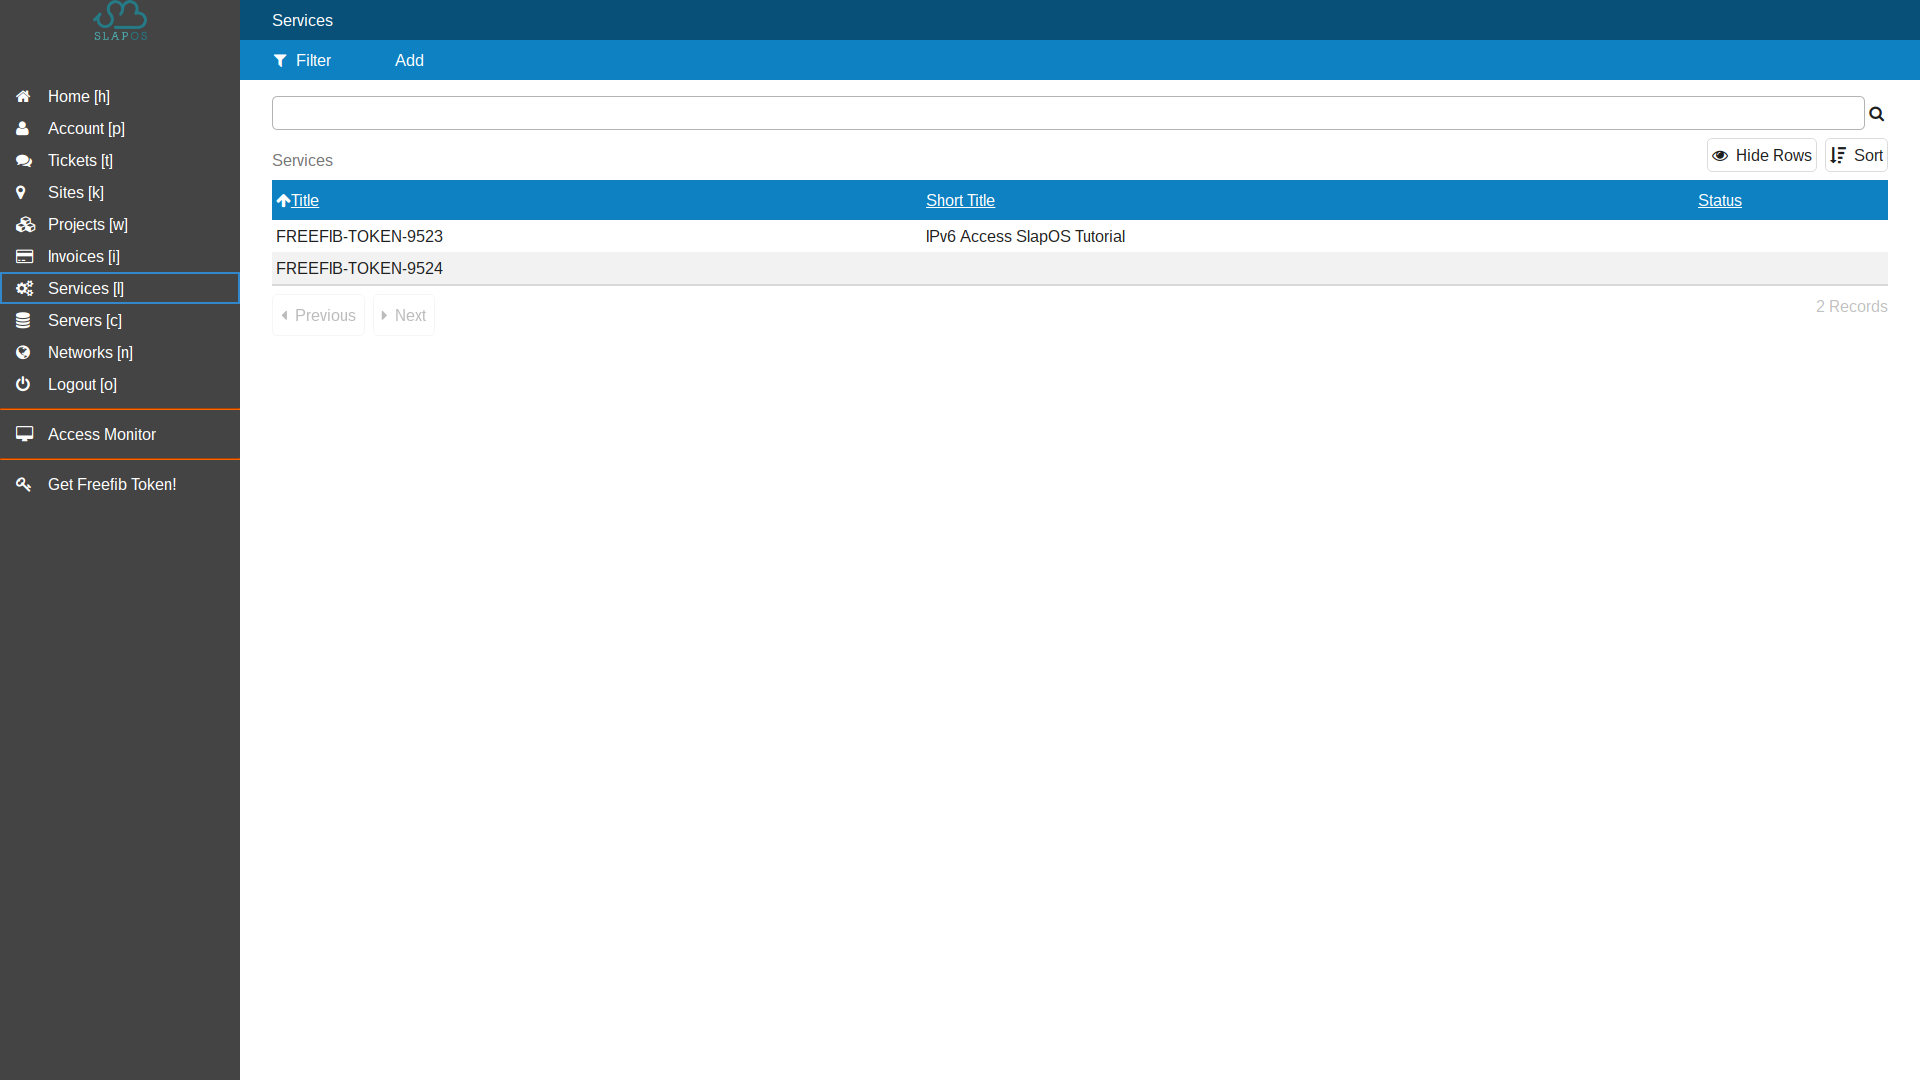 SLAPOS
Services
Filter
Add
Home [h]
Account [p]
Tickets [t]
Sites [k]
Projects [w]
Invoices [i]
Services [l]
Servers [c]
Networks [n]
Logout [o]
Access Monitor
Get Freefib Token!
Services
Hide Rows
Sort
Title Short Title Status
FREEFIB-TOKEN-9523 IPv6 Access SlapOS Tutorial
FREEFIB-TOKEN-9524
Previous
Next
2 Records